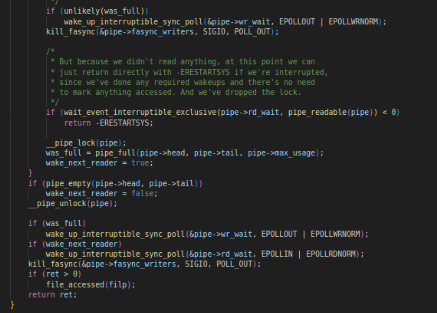 */
if (unlikely(was_full))
wake_up_interruptible_sync_poll(&pipe->wr_wait, EPOLLOUT | EPOLLWRNORM);
kill_fasync(&pipe->fasync_writers, SIGIO, POLL_OUT);
/*
* But because we didn't read anything, at this point we can
* just return directly with -ERESTARTSYS if we're interrupted,
* since we've done any required wakeups and there's no need
* to mark anything accessed. And we've dropped the lock.
*/
if (wait_event_interruptible_exclusive(pipe->rd_wait, pipe_readable(pipe)) < 0)
return -ERESTARTSYS;
__pipe_lock(pipe);
was_full = pipe_full(pipe->head, pipe->tail, pipe->max_usage);
wake_next_reader = true;
}
if (pipe_empty(pipe->head, pipe->tail))
wake_next_reader = false;
__pipe_unlock(pipe);
if (was_full)
wake_up_interruptible_sync_poll(&pipe->wr_wait, EPOLLOUT | EPOLLWRNORM);
if (wake_next_reader)
wake_up_interruptible_sync_poll(&pipe->rd_wait, EPOLLIN | EPOLLRDNORM);
kill_fasync(&pipe->fasync_writers, SIGIO, POLL_OUT);
if (ret > 0)
file_accessed(filp);
return ret;
}